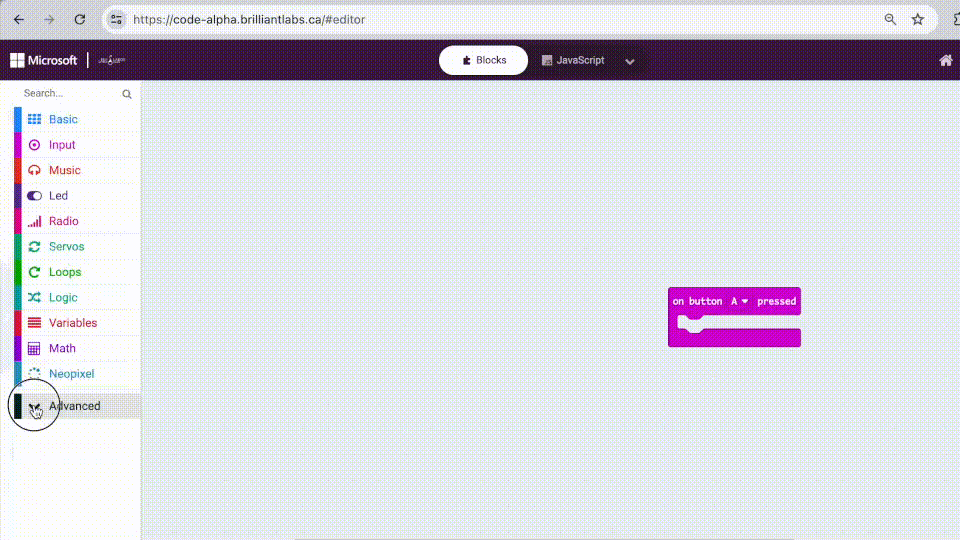 https://code-alpha.brilliantlabs.ca/#editor
Microsoft
Blocks
JavaScript
Search...
Basic
Input
Music
Led
Radio
Servos
Loops
Logic
Variables
Math
Neopixel
Advanced
on button A pressed